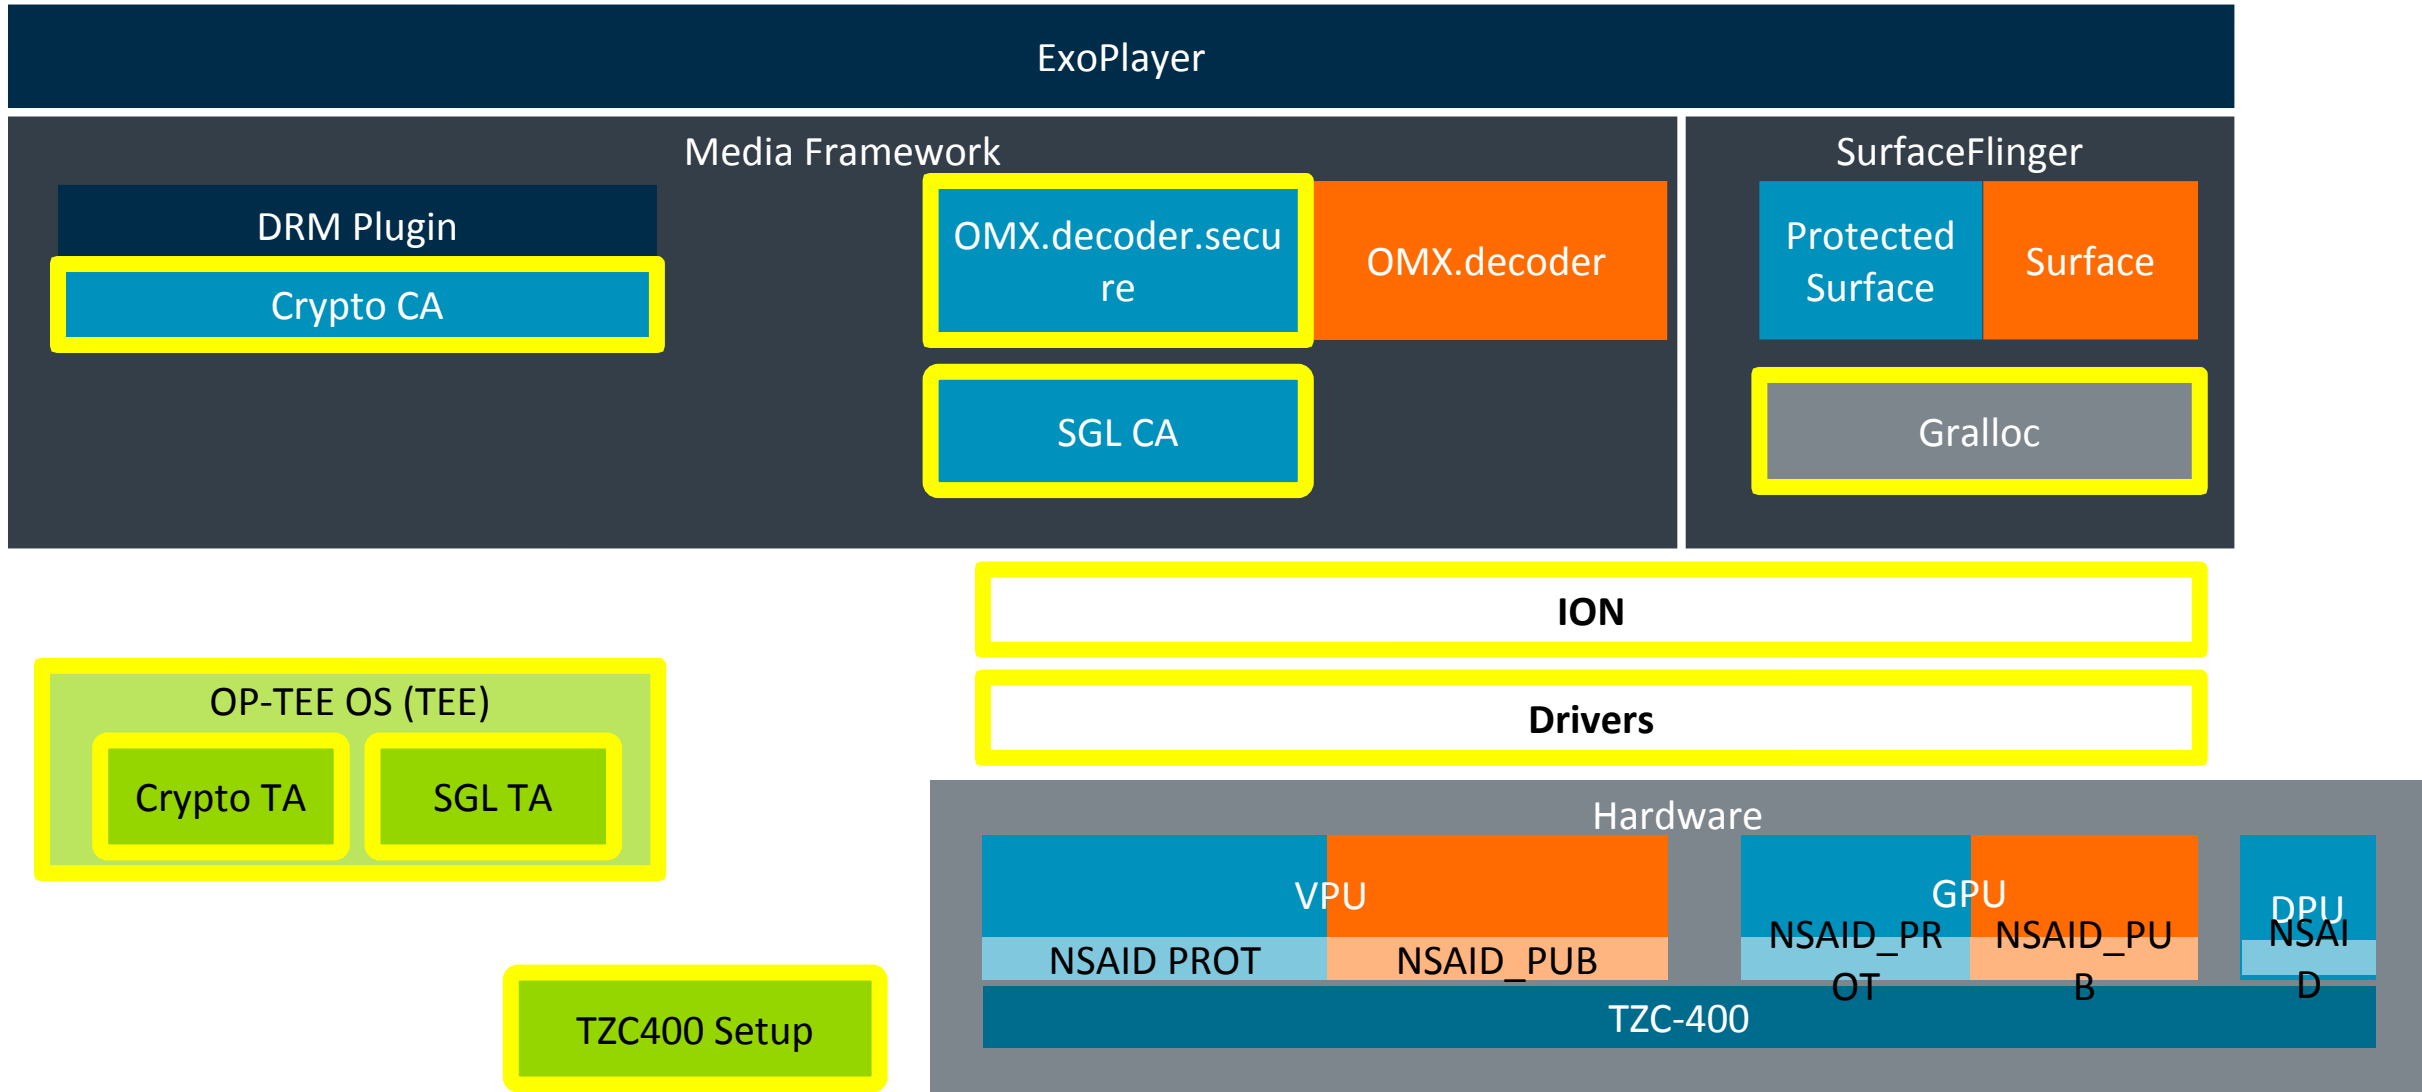 ExoPlayer
Media Framework
SurfaceFlinger
DRM Plugin
Crypto CA
OMX.decoder.secu
re
OMX.decoder
SGL CA
Protected
Surface
Surface
Gralloc
ION
Drivers
OP-TEE OS (TEE)
Crypto TA
SGL TA
TZC400 Setup
Hardware
VPU
NSAID PROT
NSAID_PUB
GPU
NSAID_PR
OT
NSAID_PU
B
DPU
NSAI
D
TZC-400